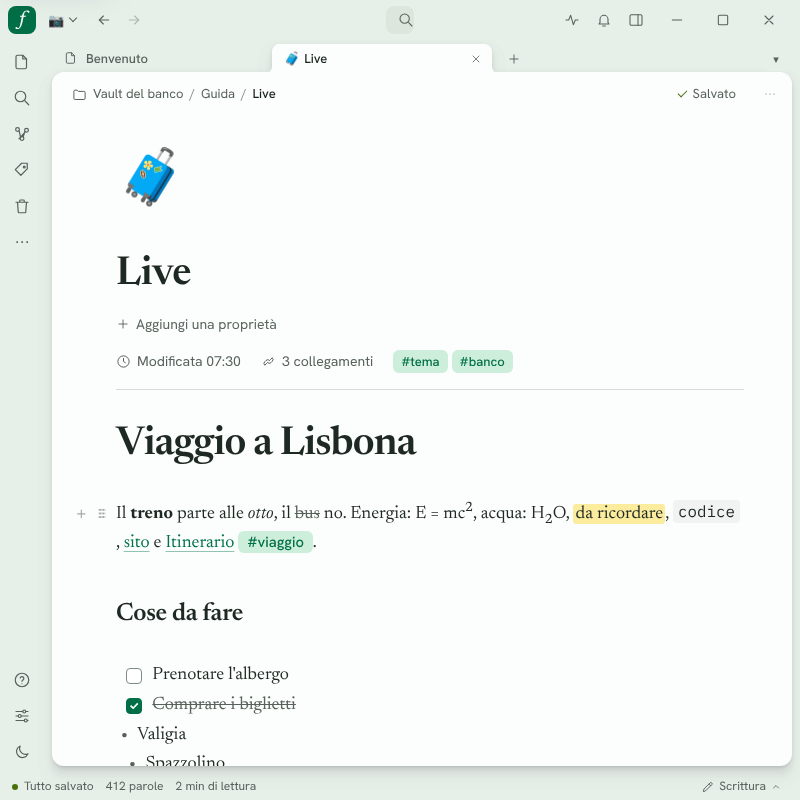 f
Benvenuto
Live
Vault del banco / Guida / Live
Salvato
Live
Aggiungi una proprietà
Modificata 07:30 3 collegamenti #tema #banco
Viaggio a Lisbona
Il treno parte alle otto, il bus no. Energia: E = mc², acqua: H₂O, da ricordare, codice
, sito e Itinerario #viaggio.
Cose da fare
Prenotare l'albergo
Comprare i biglietti
• Valigia
• Spazzolino
Tutto salvato 412 parole 2 min di lettura
Scrittura